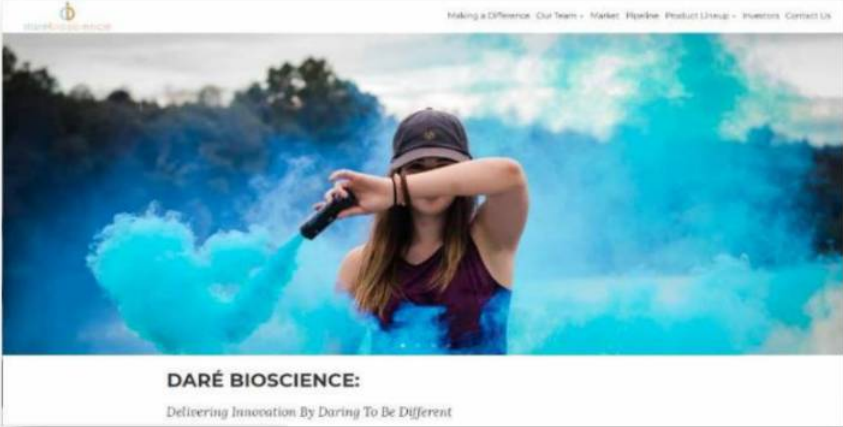 darébioscience
Making a Difference Our Team Market Pipeline Product Lineup Investors Contact Us
DARÉ BIOSCIENCE:
Delivering Innovation By Daring To Be Different